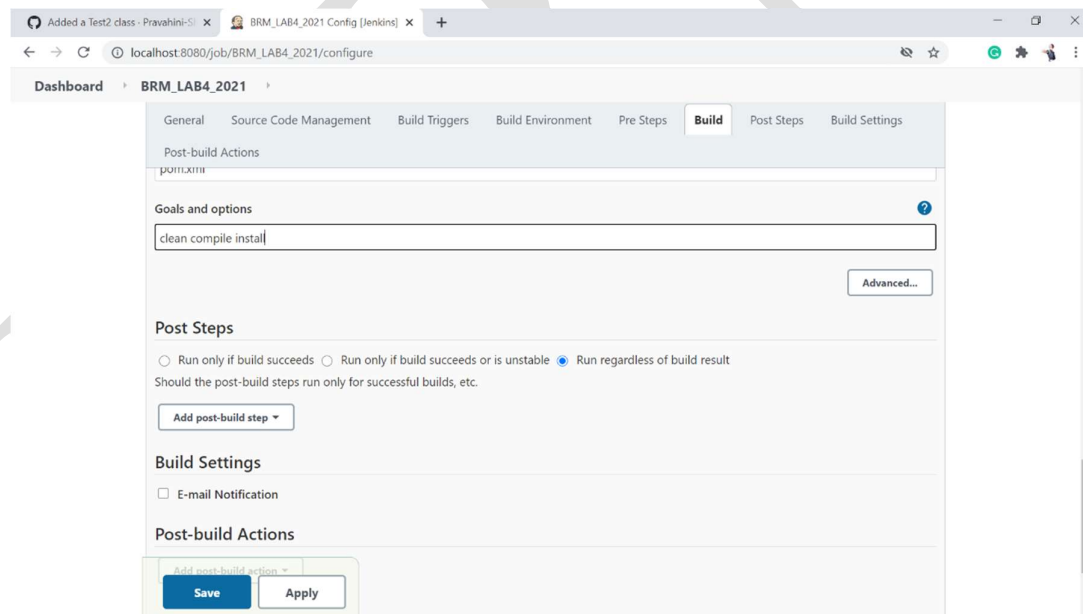 Added a Test2 class · Pravahini-S
BRM_LAB4_2021 Config [Jenkins]
localhost:8080/job/BRM_LAB4_2021/configure
Dashboard BRM_LAB4_2021
General Source Code Management Build Triggers Build Environment Pre Steps Build Post Steps Build Settings
Post-build Actions
pom.xml
Goals and options
clean compile install
Advanced...
Post Steps
Run only if build succeeds Run only if build succeeds or is unstable Run regardless of build result
Should the post-build steps run only for successful builds, etc.
Add post-build step
Build Settings
E-mail Notification
Post-build Actions
Add post-build action
Save Apply